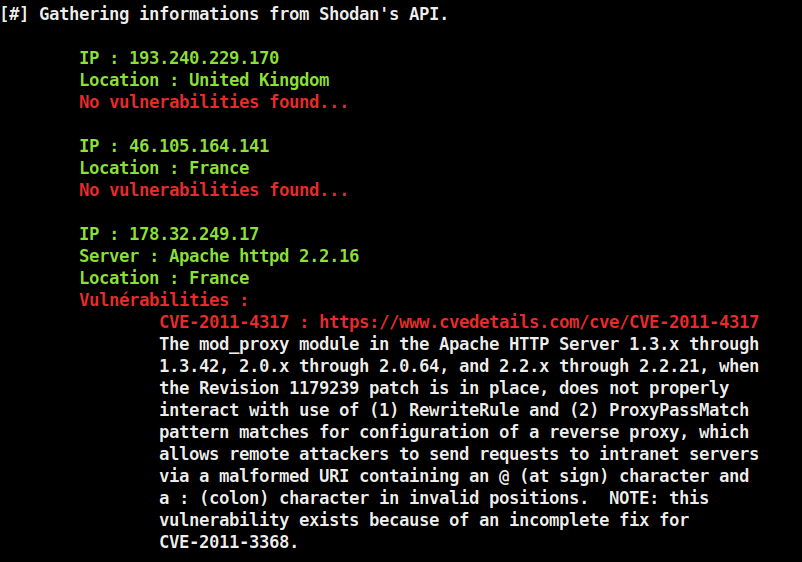 [#] Gathering informations from Shodan's API.
IP : 193.240.229.170
Location : United Kingdom
No vulnerabilities found...
IP : 46.105.164.141
Location : France
No vulnerabilities found...
IP : 178.32.249.17
Server : Apache httpd 2.2.16
Location : France
Vulnérabilities :
CVE-2011-4317 : https://www.cvedetails.com/cve/CVE-2011-4317
The mod_proxy module in the Apache HTTP Server 1.3.x through
1.3.42, 2.0.x through 2.0.64, and 2.2.x through 2.2.21, when
the Revision 1179239 patch is in place, does not properly
interact with use of (1) RewriteRule and (2) ProxyPassMatch
pattern matches for configuration of a reverse proxy, which
allows remote attackers to send requests to intranet servers
via a malformed URI containing an @ (at sign) character and
a : (colon) character in invalid positions.  NOTE: this
vulnerability exists because of an incomplete fix for
CVE-2011-3368.